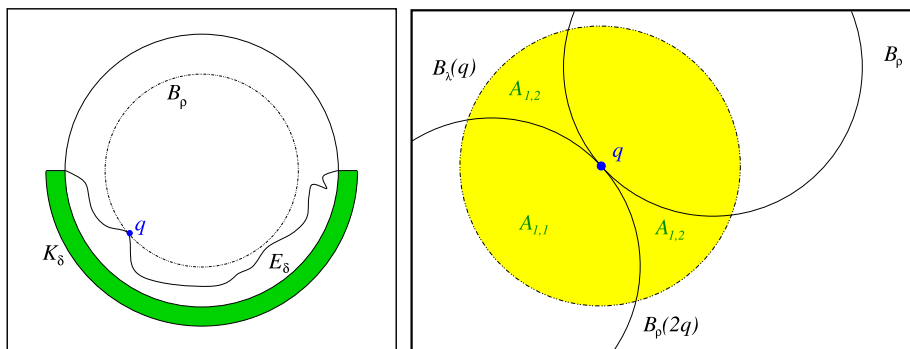 B_ρ
q
K_δ
E_δ
B_λ(q)
B_ρ
A_{1,2}
q
A_{1,1}
A_{1,2}
B_ρ(2q)